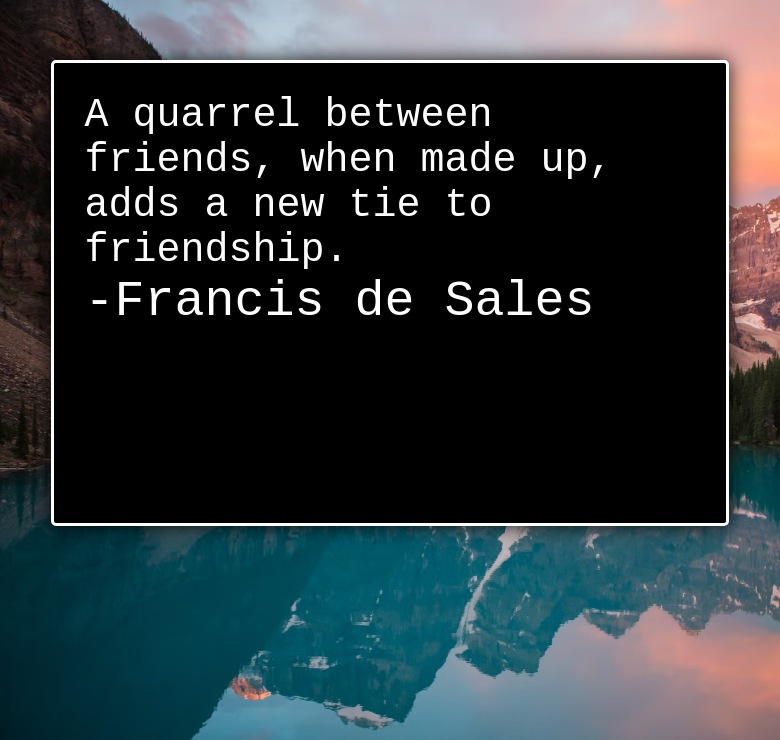 A quarrel between
friends, when made up,
adds a new tie to
friendship.
-Francis de Sales